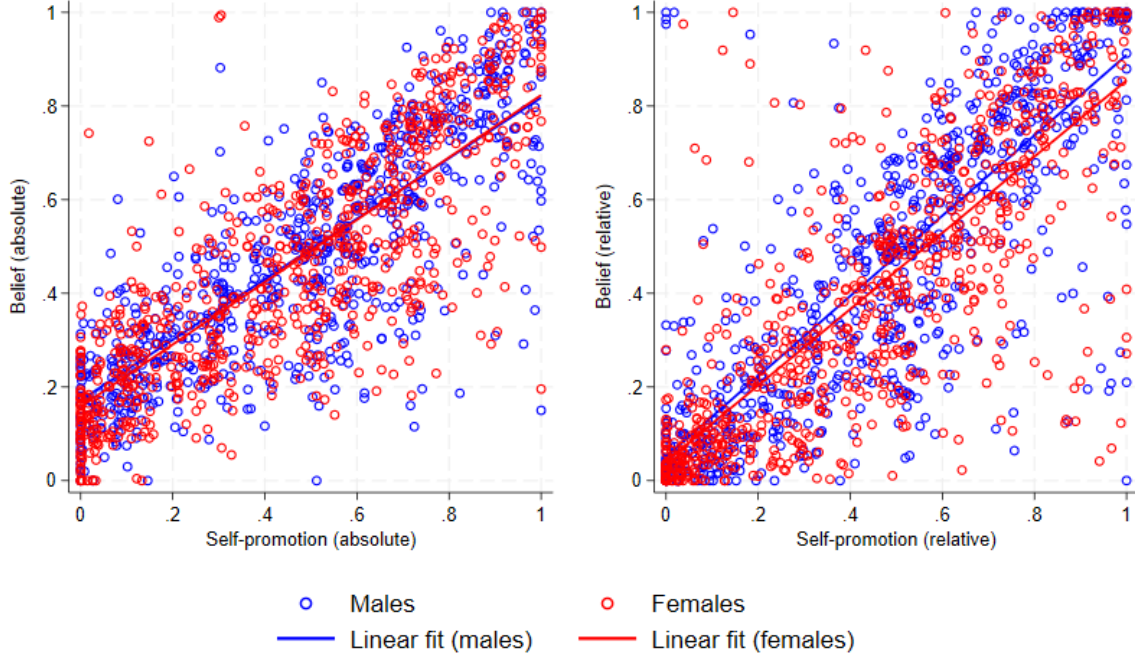 1
.8
.6
.4
.2
0
Belief (absolute)
0 .2 .4 .6 .8 1
Self-promotion (absolute)
1
.8
.6
.4
.2
0
Belief (relative)
0 .2 .4 .6 .8 1
Self-promotion (relative)
Males Females
Linear fit (males) Linear fit (females)